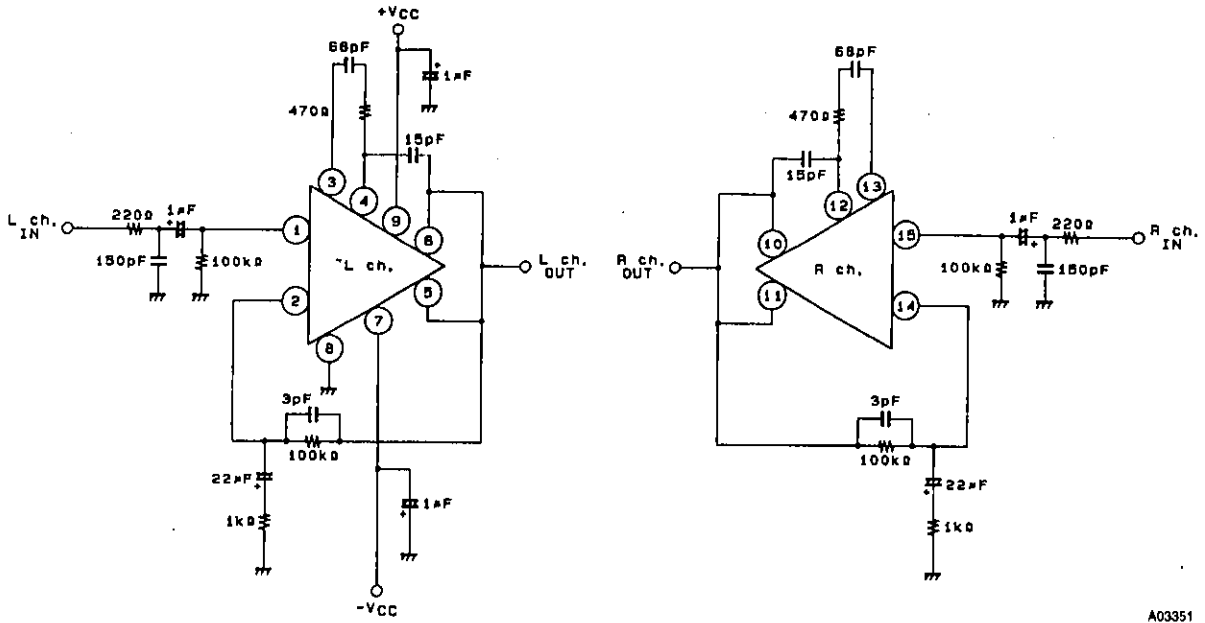 +VCC
68pF
1μF
470Ω
15pF
3
4
9
6
L ch.
IN
220Ω
1μF
+
150pF
100kΩ
1
2
L ch.
5
7
8
L ch.
OUT
3pF
100kΩ
22μF
+
1kΩ
1μF
+
-VCC
68pF
470Ω
15pF
13
12
10
11
15
14
R ch.
R ch.
OUT
1μF
+
220Ω
R ch.
IN
100kΩ
150pF
3pF
100kΩ
22μF
+
1kΩ
A03351